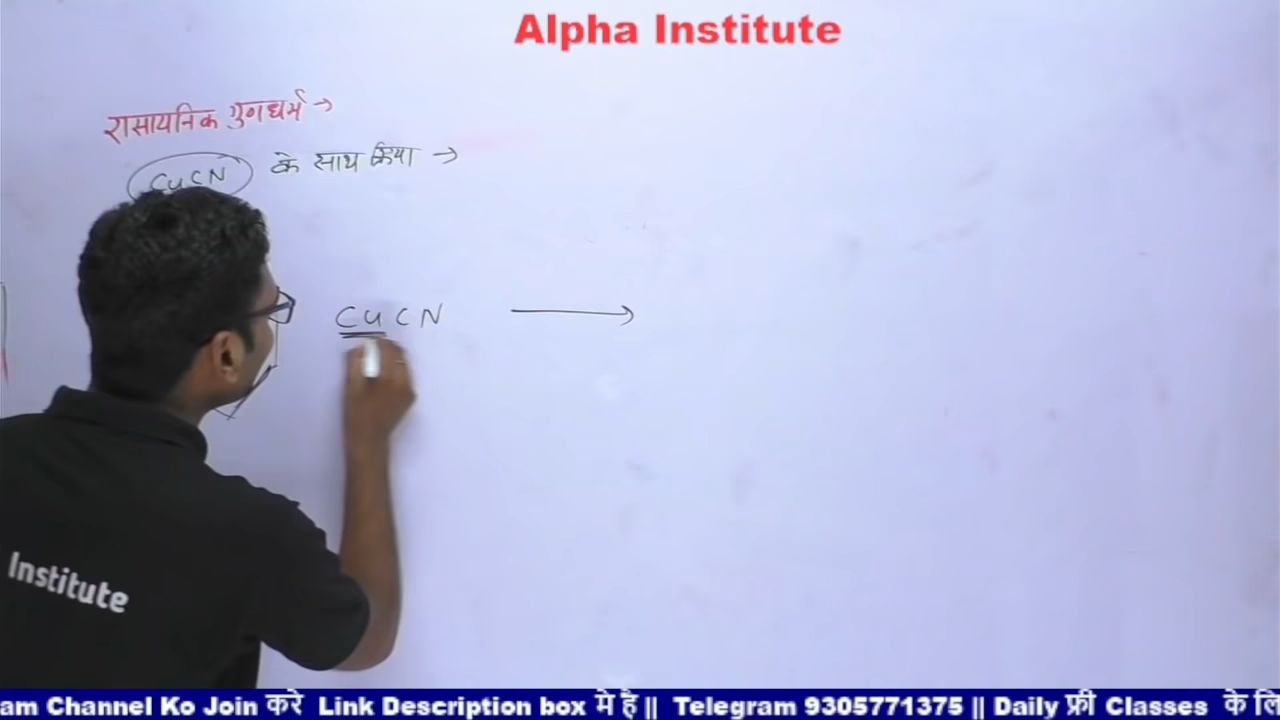 Alpha Institute
रासायनिक गुणधर्म →
CuCN के साथ क्रिया →
CuCN ⟶
Institute
am Channel Ko Join करे Link Description box मे है || Telegram 9305771375 || Daily फ्री Classes के लि